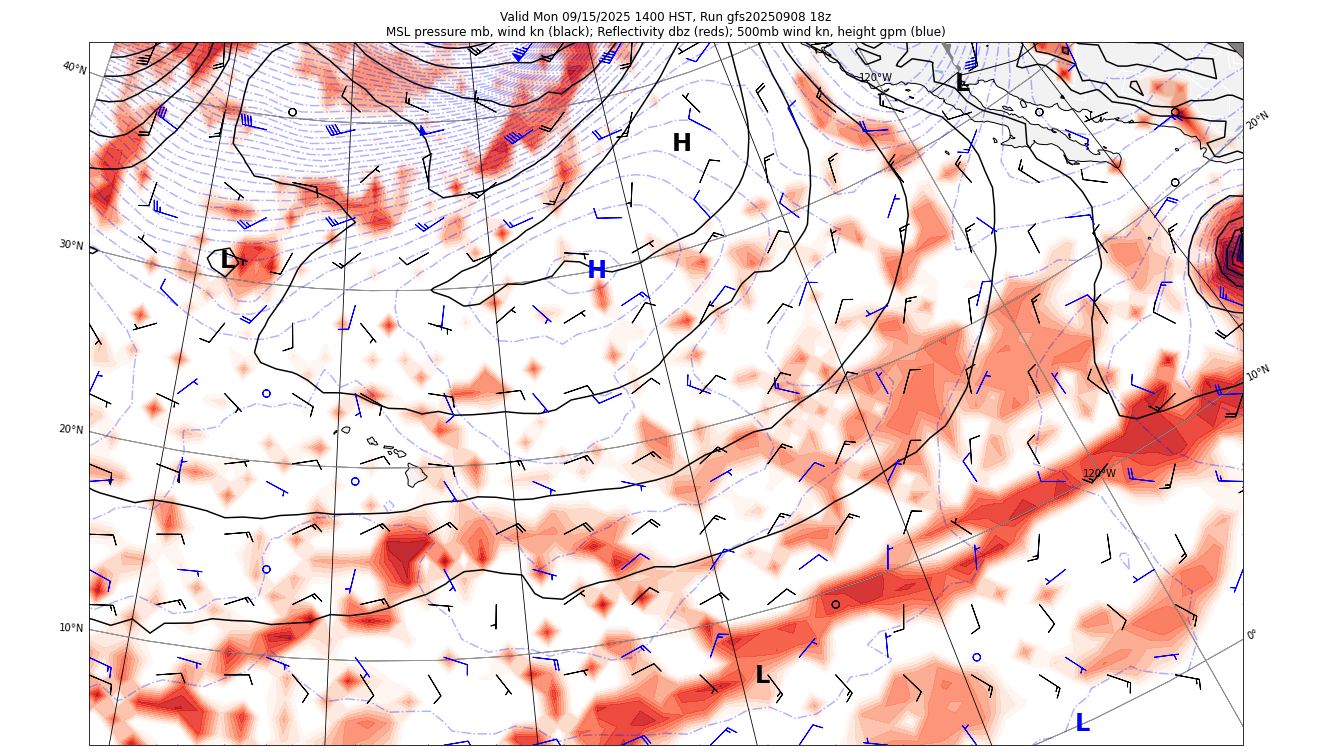 Valid Mon 09/15/2025 1400 HST, Run gfs20250908 18z
MSL pressure mb, wind kn (black); Reflectivity dbz (reds); 500mb wind kn, height gpm (blue)
40°N
120°W
L
20°N
H
30°N
L
H
10°N
20°N
120°W
10°N
0°
L
L